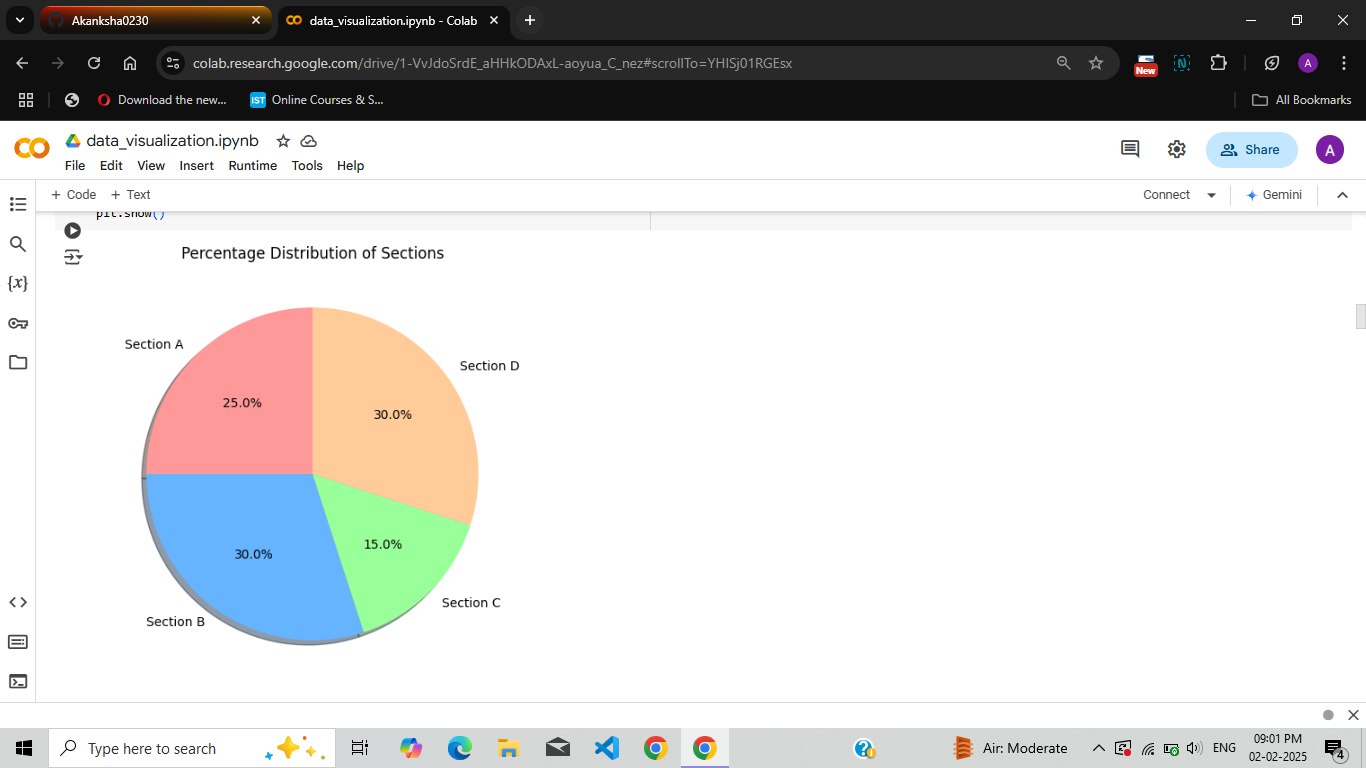 Akanksha0230
data_visualization.ipynb - Colab
colab.research.google.com/drive/1-VvJdoSrdE_aHHkODAxL-aoyua_C_nez#scrollTo=YHISj01RGEsx
New
N
A
Download the new...
IST
Online Courses & S...
All Bookmarks
data_visualization.ipynb
File Edit View Insert Runtime Tools Help
Share
A
+ Code + Text
Connect
Gemini
plt.show()
{x}
Percentage Distribution of Sections
Section A
Section D
25.0%
30.0%
30.0%
15.0%
Section C
Section B
Type here to search
Air: Moderate
ENG
09:01 PM
02-02-2025
4